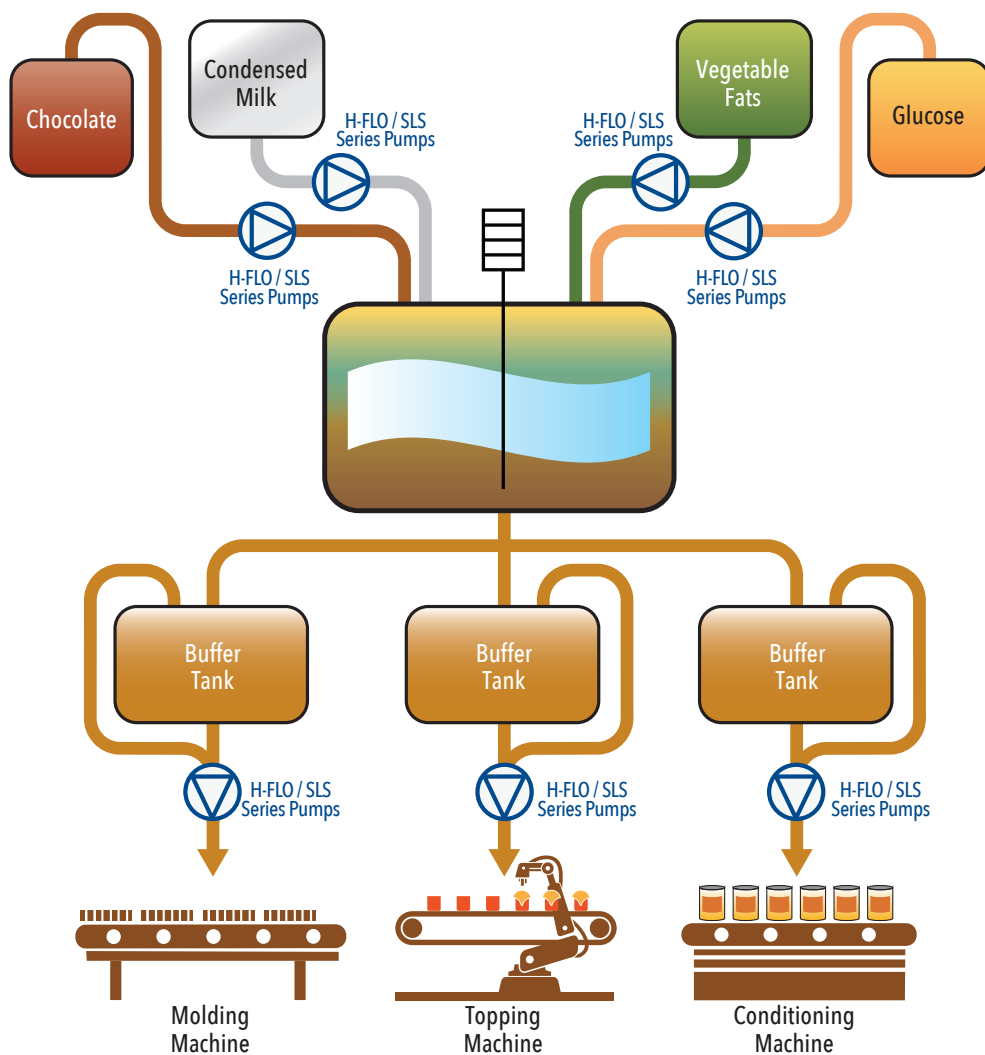 Chocolate
Condensed
Milk
Vegetable
Fats
Glucose
H-FLO / SLS
Series Pumps
H-FLO / SLS
Series Pumps
H-FLO / SLS
Series Pumps
H-FLO / SLS
Series Pumps
Buffer
Tank
Buffer
Tank
Buffer
Tank
H-FLO / SLS
Series Pumps
H-FLO / SLS
Series Pumps
H-FLO / SLS
Series Pumps
Molding
Machine
Topping
Machine
Conditioning
Machine